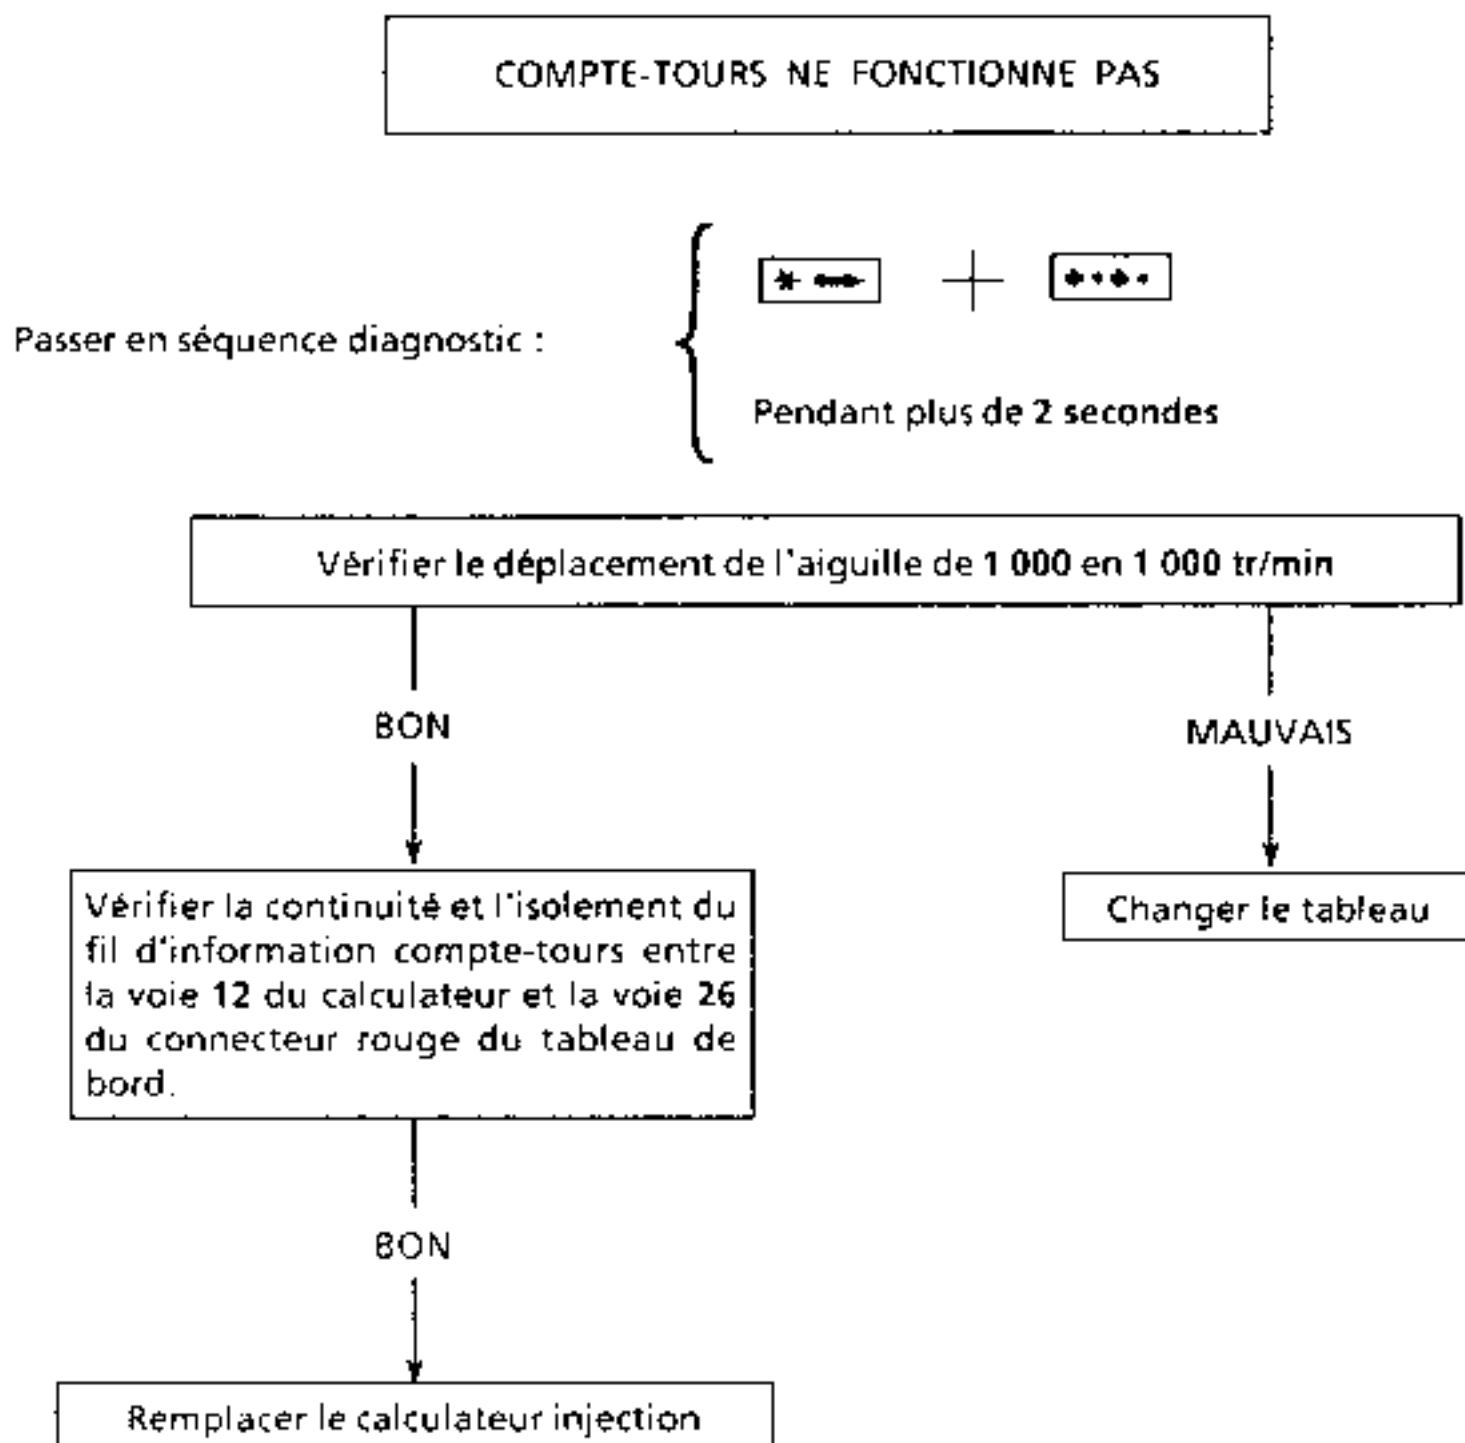 COMPTE-TOURS NE FONCTIONNE PAS
Passer en séquence diagnostic :
Pendant plus de 2 secondes
Vérifier le déplacement de l'aiguille de 1 000 en 1 000 tr/min
BON
MAUVAIS
Vérifier la continuité et l'isolement du
fil d'information compte-tours entre
la voie 12 du calculateur et la voie 26
du connecteur rouge du tableau de
bord.
Changer le tableau
BON
Remplacer le calculateur injection